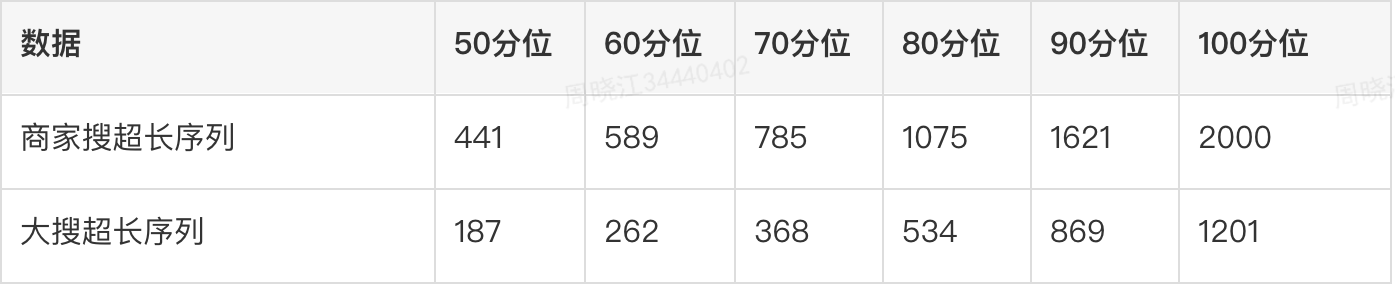 数据 50分位 60分位 70分位 80分位 90分位 100分位
周晓江34440402
周晓江
商家搜超长序列 441 589 785 1075 1621 2000
大搜超长序列 187 262 368 534 869 1201